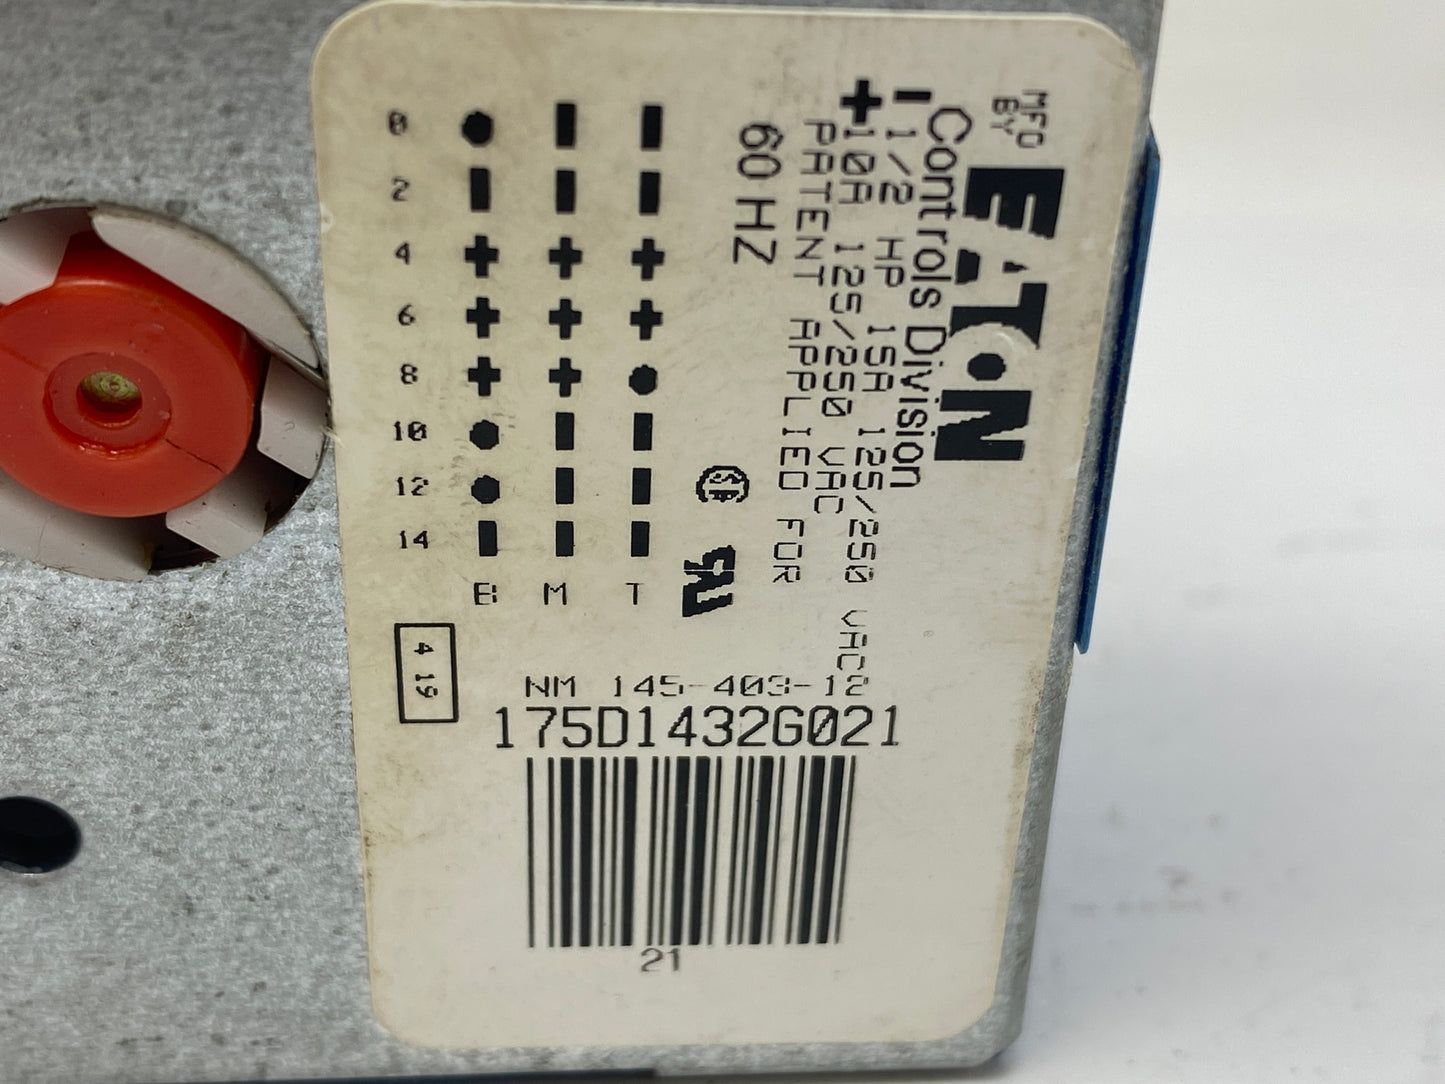 MFD
BY
EATON
Controls Division
- 1/2 HP 15A 125/250 VAC
+ 10A 125/250 VAC
PATENT APPLIED FOR
60 HZ
0
2
4
6
8
10
12
14
B M T
4 19
NM 145-403-12
175D1432G021
21